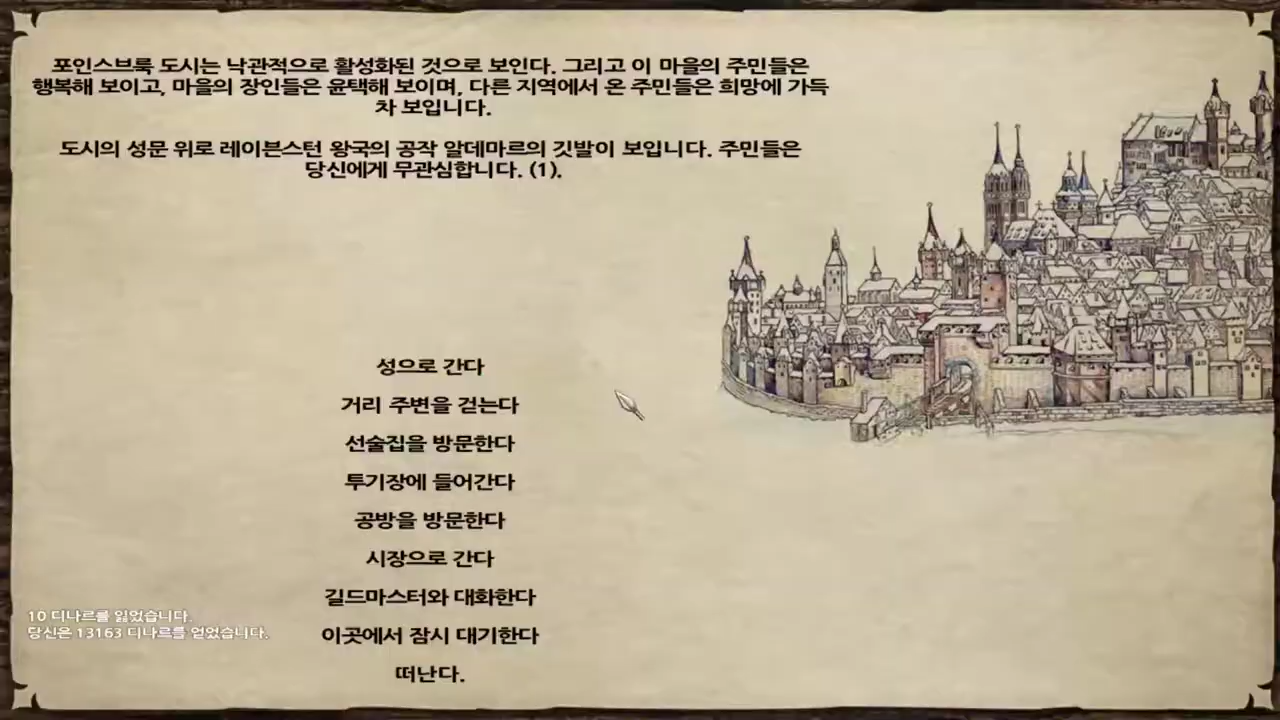 포인스브룩 도시는 낙관적으로 활성화된 것으로 보인다. 그리고 이 마을의 주민들은
행복해 보이고, 마을의 장인들은 윤택해 보이며, 다른 지역에서 온 주민들은 희망에 가득
차 보입니다.
도시의 성문 위로 레이븐스턴 왕국의 공작 알데마르의 깃발이 보입니다. 주민들은
당신에게 무관심합니다. (1).
성으로 간다
거리 주변을 걷는다
선술집을 방문한다
투기장에 들어간다
공방을 방문한다
시장으로 간다
길드마스터와 대화한다
이곳에서 잠시 대기한다
떠난다.
10 디나르를 잃었습니다.
당신은 13163 디나르를 얻었습니다.